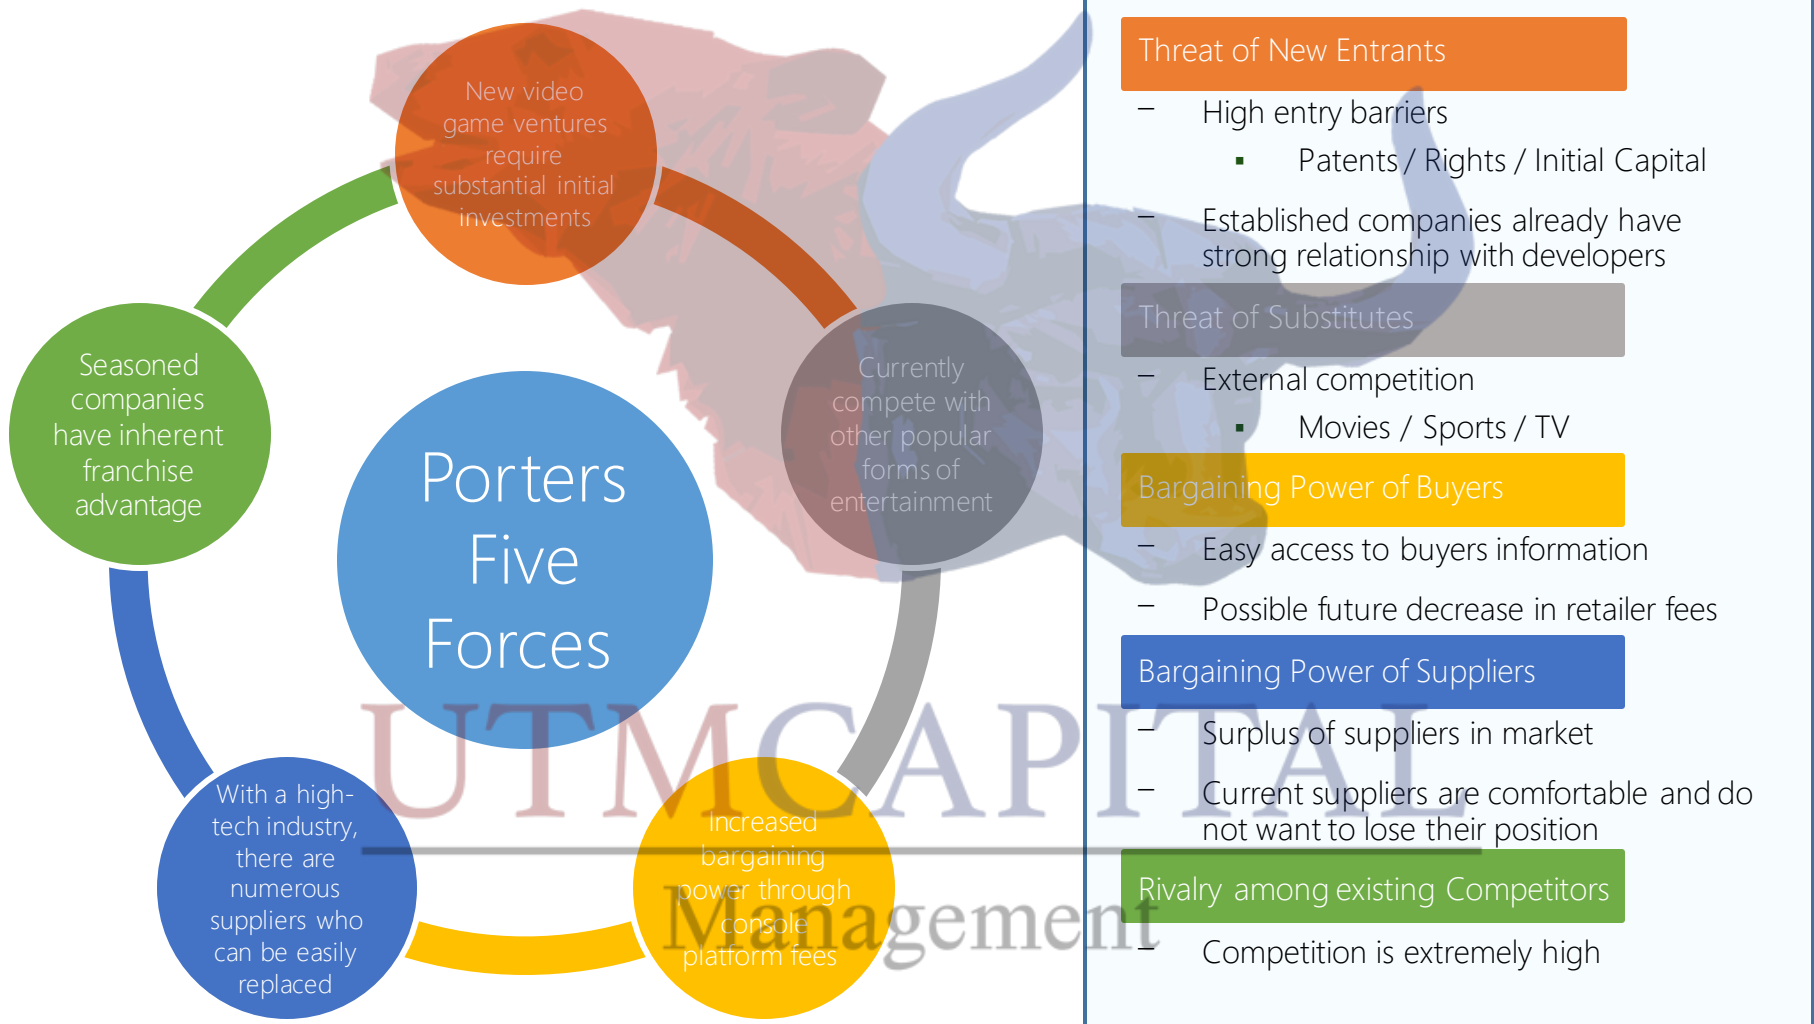 New video
game ventures
require
substantial initial
investments
Seasoned
companies
have inherent
franchise
advantage
Currently
compete with
other popular
forms of
entertainment
Porters
Five
Forces
With a high-
tech industry,
there are
numerous
suppliers who
can be easily
replaced
Increased
bargaining
power through
console
platform fees
UTMCAPITAL
Management
Threat of New Entrants
– High entry barriers
▪ Patents / Rights / Initial Capital
– Established companies already have
strong relationship with developers
Threat of Substitutes
– External competition
▪ Movies / Sports / TV
Bargaining Power of Buyers
– Easy access to buyers information
– Possible future decrease in retailer fees
Bargaining Power of Suppliers
– Surplus of suppliers in market
– Current suppliers are comfortable and do
not want to lose their position
Rivalry among existing Competitors
– Competition is extremely high